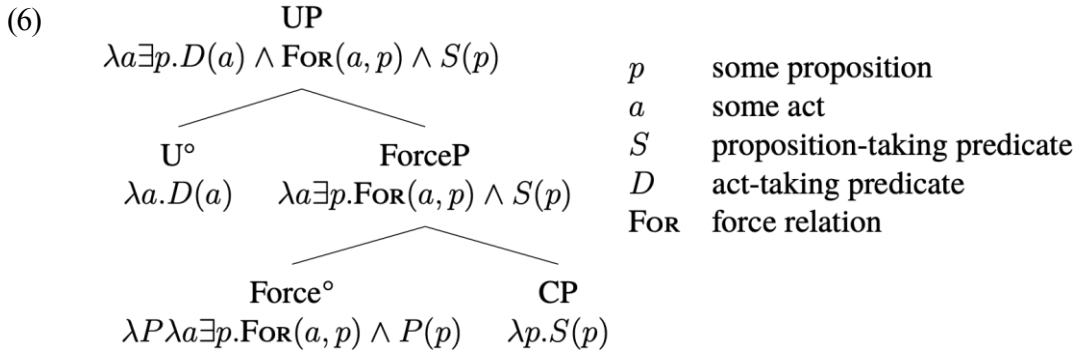 (6)
UP
λa∃p.D(a) ∧ FOR(a, p) ∧ S(p)
U° ForceP
λa.D(a) λa∃p.FOR(a, p) ∧ S(p)
Force° CP
λPλa∃p.FOR(a, p) ∧ P(p) λp.S(p)
p some proposition
a some act
S proposition-taking predicate
D act-taking predicate
FOR force relation